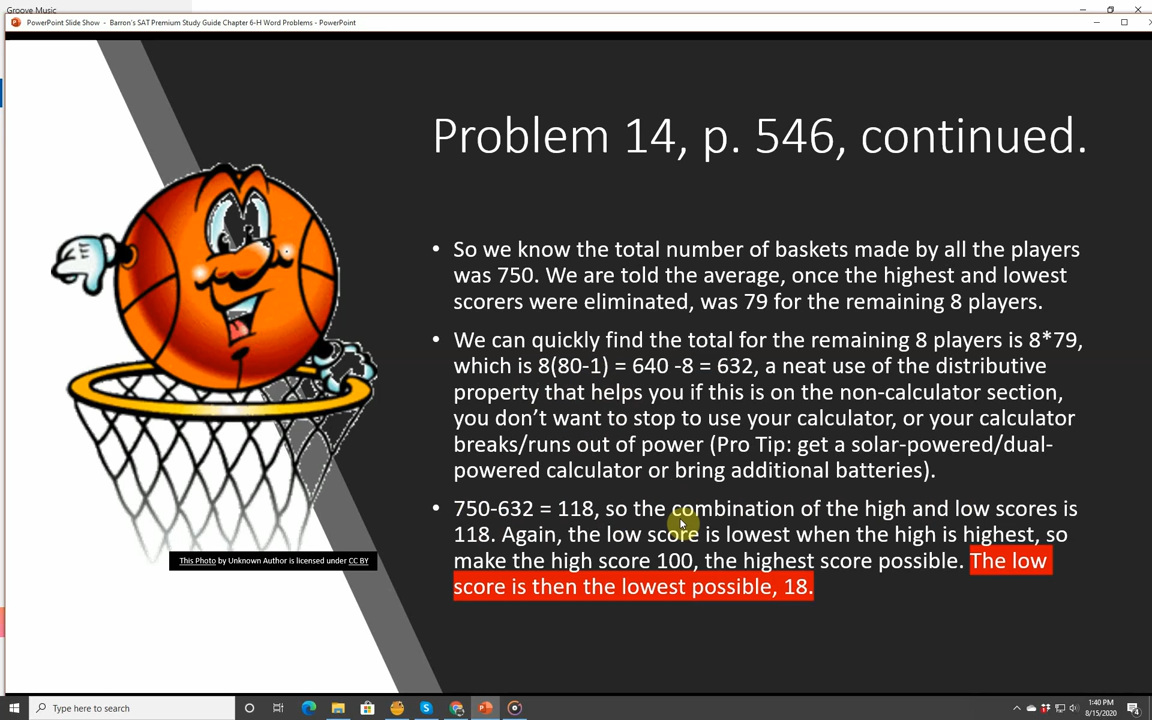 Groove Music
PowerPoint Slide Show - Barron's SAT Premium Study Guide Chapter 6-H Word Problems - PowerPoint
Problem 14, p. 546, continued.
• So we know the total number of baskets made by all the players
was 750. We are told the average, once the highest and lowest
scorers were eliminated, was 79 for the remaining 8 players.
• We can quickly find the total for the remaining 8 players is 8*79,
which is 8(80-1) = 640 -8 = 632, a neat use of the distributive
property that helps you if this is on the non-calculator section,
you don’t want to stop to use your calculator, or your calculator
breaks/runs out of power (Pro Tip: get a solar-powered/dual-
powered calculator or bring additional batteries).
• 750-632 = 118, so the combination of the high and low scores is
118. Again, the low score is lowest when the high is highest, so
make the high score 100, the highest score possible. The low
score is then the lowest possible, 18.
This Photo by Unknown Author is licensed under CC BY
Type here to search
1:40 PM
8/15/2020
4